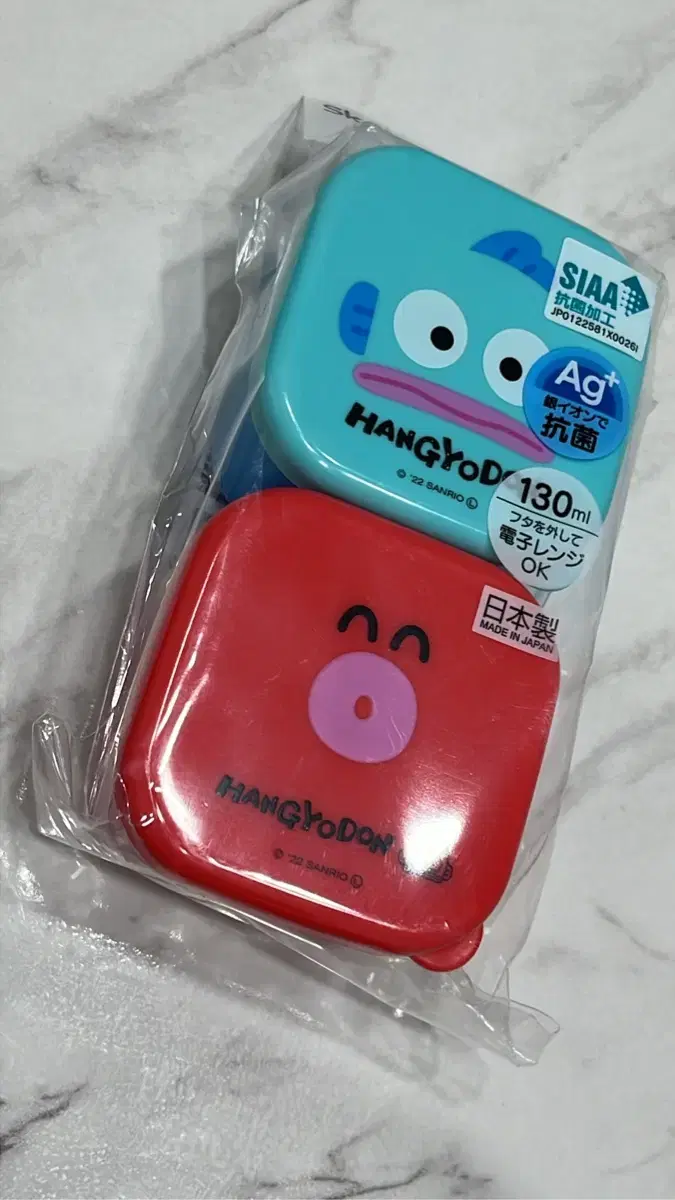 SK
SIAA
抗菌加工
JP0122581X0026I
Ag+
銀イオンで
抗菌
HANGYODON
© '22 SANRIO Ⓛ
130ml
フタを外して
電子レンジ
OK
日本製
MADE IN JAPAN
HANGYODON
© '22 SANRIO Ⓛ